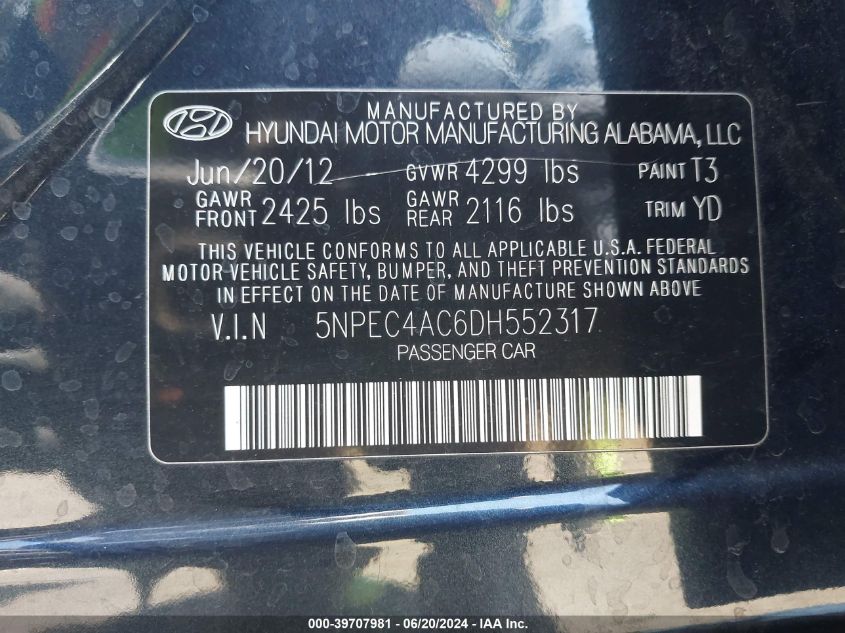 MANUFACTURED BY
HYUNDAI MOTOR MANUFACTURING ALABAMA, LLC
Jun/20/12 GVWR 4299 lbs PAINT T3
GAWR FRONT 2425 lbs GAWR REAR 2116 lbs TRIM YD
THIS VEHICLE CONFORMS TO ALL APPLICABLE U.S.A. FEDERAL
MOTOR VEHICLE SAFETY, BUMPER, AND THEFT PREVENTION STANDARDS
IN EFFECT ON THE DATE OF MANUFACTURE SHOWN ABOVE.
V.I.N 5NPEC4AC6DH552317
PASSENGER CAR
000-39707981 - 06/20/2024 - IAAI.com